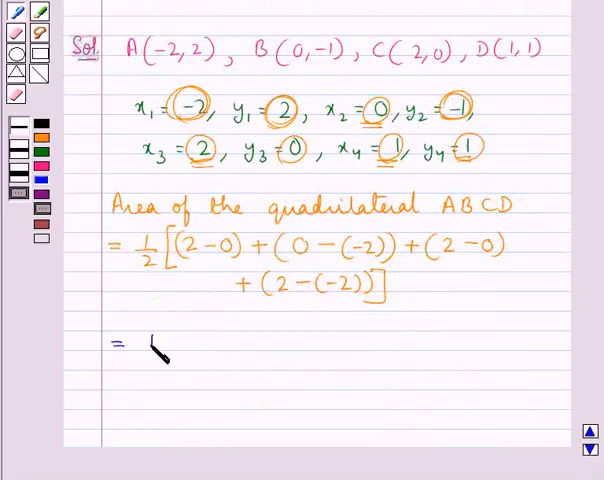 Sol. A(-2,2), B(0,-1), C(2,0), D(1,1)
x₁ = -2, y₁ = 2, x₂ = 0, y₂ = -1,
x₃ = 2, y₃ = 0, x₄ = 1, y₄ = 1
Area of the quadrilateral ABCD
= 1/2 [(2-0) + (0-(-2)) + (2-0)
+ (2-(-2))]
=